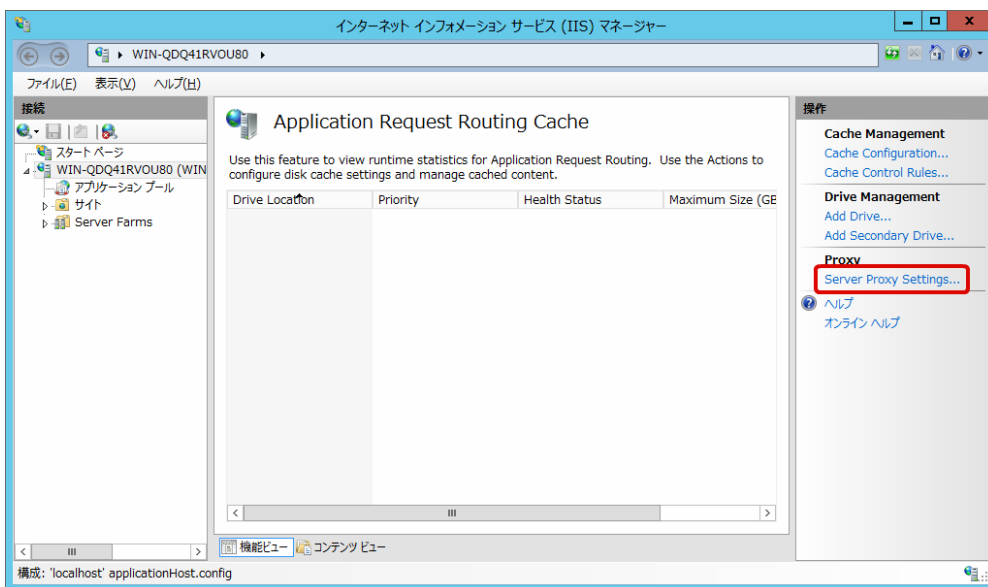 インターネット インフォメーション サービス (IIS) マネージャー
WIN-QDQ41RVOU80
ファイル(F) 表示(V) ヘルプ(H)
接続
スタート ページ
WIN-QDQ41RVOU80 (WIN
アプリケーション プール
サイト
Server Farms
Application Request Routing Cache
Use this feature to view runtime statistics for Application Request Routing. Use the Actions to
configure disk cache settings and manage cached content.
Drive Location Priority Health Status Maximum Size (GB
機能ビュー コンテンツ ビュー
操作
Cache Management
Cache Configuration...
Cache Control Rules...
Drive Management
Add Drive...
Add Secondary Drive...
Proxy
Server Proxy Settings...
ヘルプ
オンライン ヘルプ
構成: 'localhost' applicationHost.config